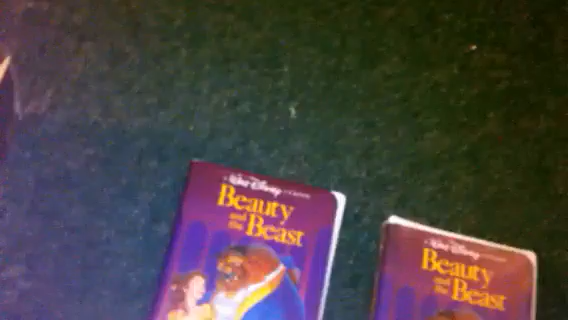 Walt Disney
Beauty
and
the Beast
Walt Disney
Beauty
and
the Beast